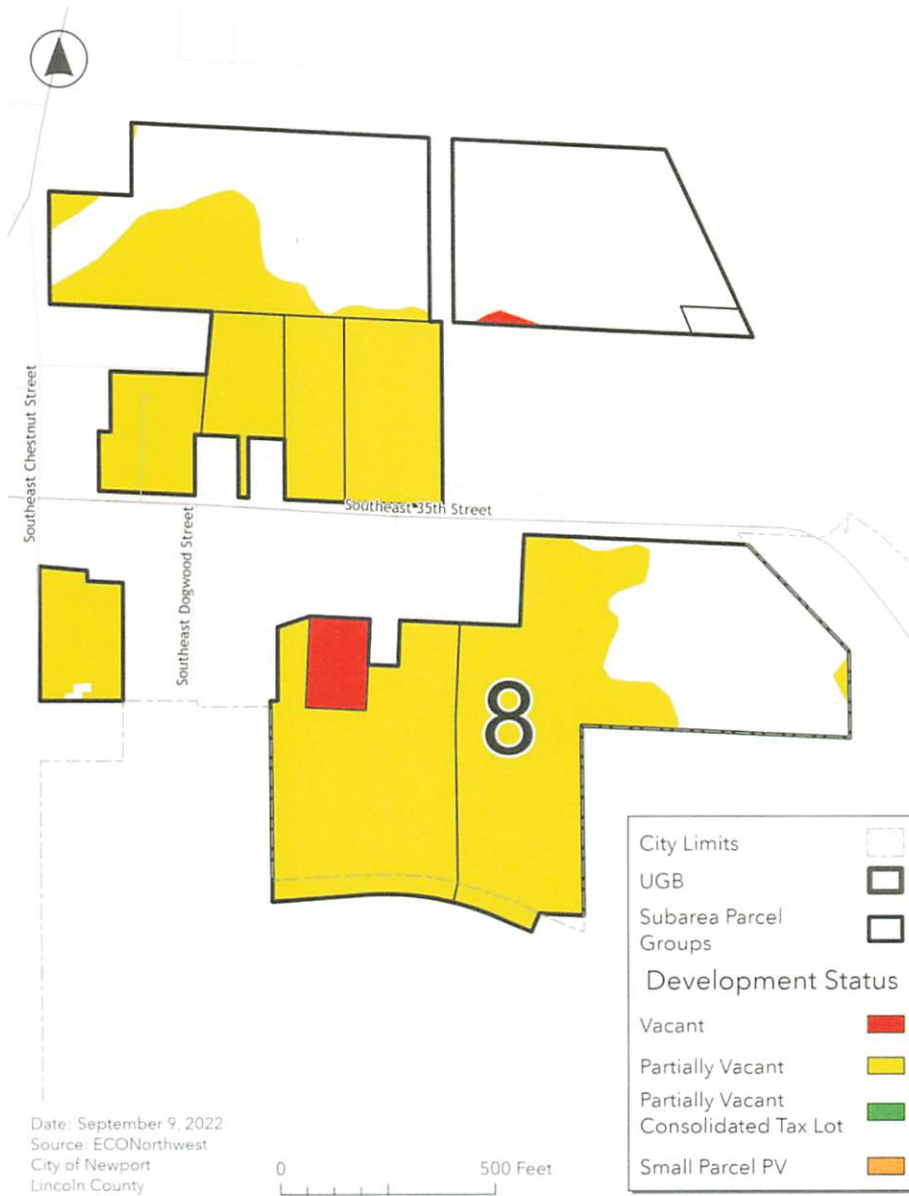 Southeast Chestnut Street
Southeast 35th Street
Southeast Dogwood Street
8
City Limits
UGB
Subarea Parcel
Groups
Development Status
Vacant
Partially Vacant
Partially Vacant
Consolidated Tax Lot
Small Parcel PV
Date: September 9, 2022
Source: ECONorthwest
City of Newport
Lincoln County
0 500 Feet